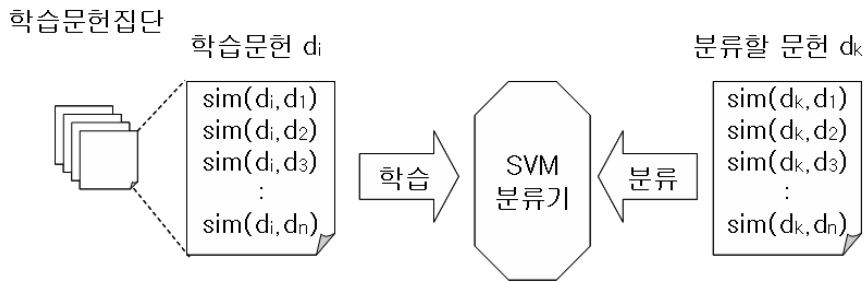 학습문헌집단
학습문헌 di
sim(di,d1)
sim(di,d2)
sim(di,d3)
:
sim(di,dn)
학습
SVM
분류기
분류
분류할 문헌 dk
sim(dk,d1)
sim(dk,d2)
sim(dk,d3)
:
sim(dk,dn)